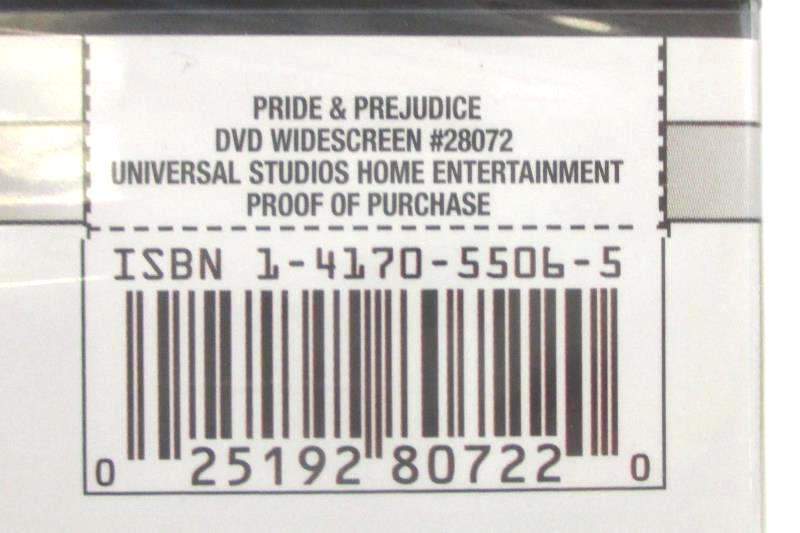 PRIDE & PREJUDICE
DVD WIDESCREEN #28072
UNIVERSAL STUDIOS HOME ENTERTAINMENT
PROOF OF PURCHASE
ISBN 1-4170-5506-5
0 25192 80722 0